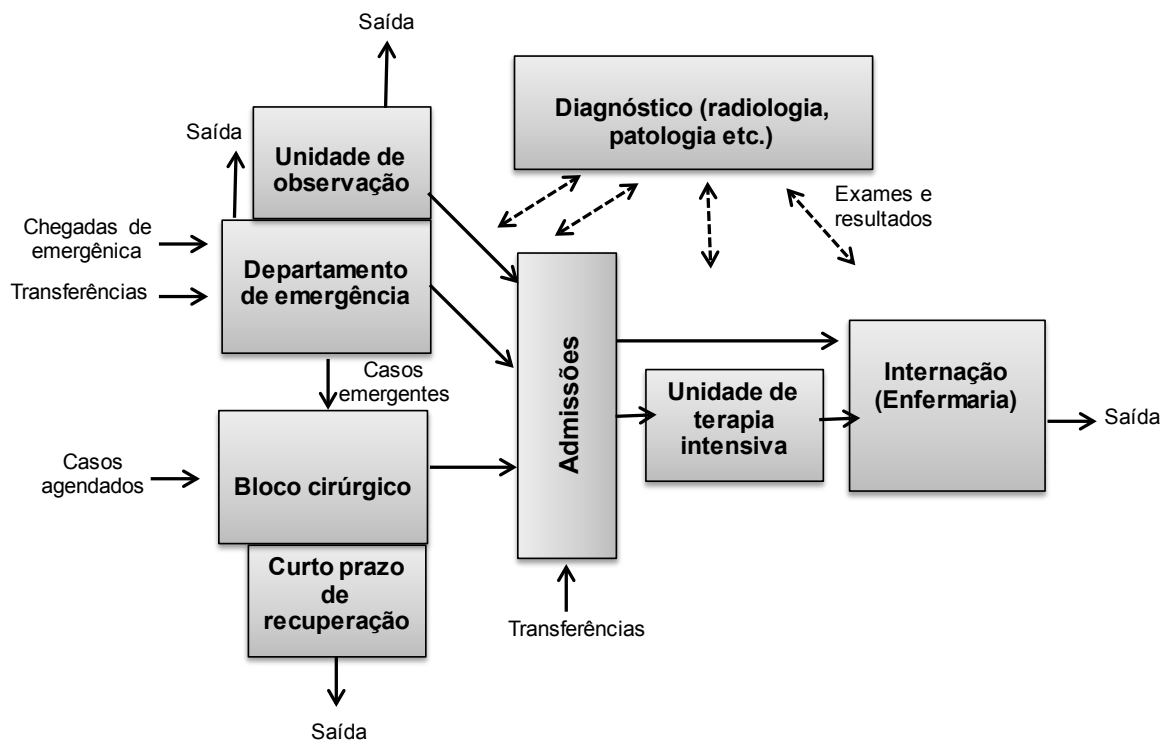 Saída
Diagnóstico (radiologia,
patologia etc.)
Saída
Unidade de
observação
Exames e
resultados
Chegadas de
emergênica
Transferências
Departamento
de emergência
Admissões
Casos
emergentes
Unidade de
terapia
intensiva
Internação
(Enfermaria)
Saída
Casos
agendados
Bloco cirúrgico
Curto prazo
de
recuperação
Transferências
Saída